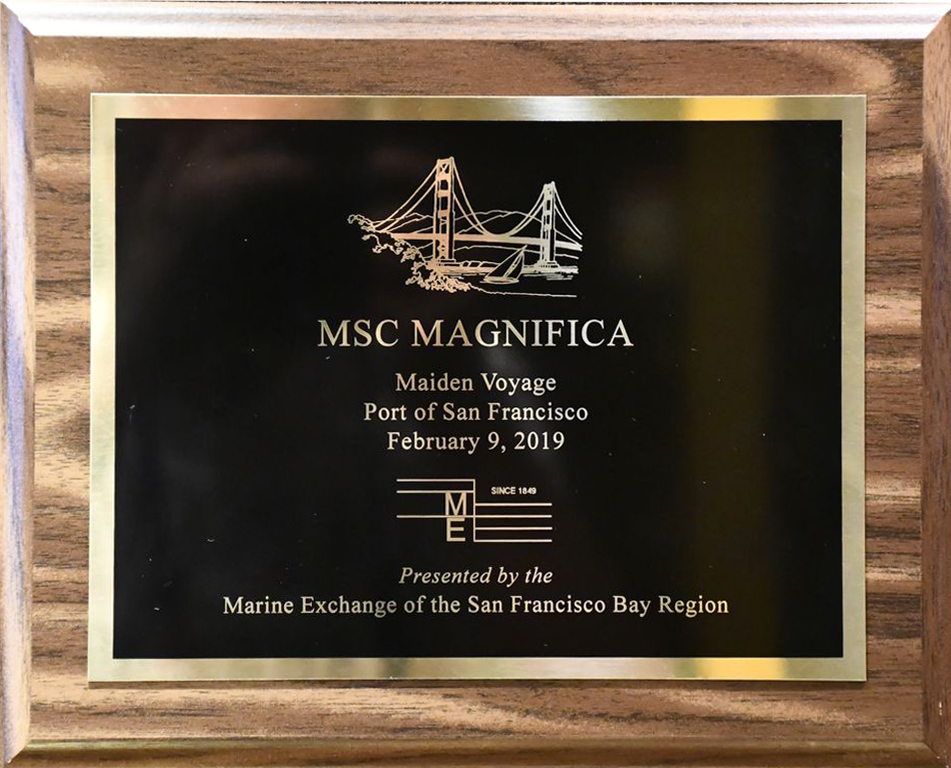 MSC MAGNIFICA
Maiden Voyage
Port of San Francisco
February 9, 2019
SINCE 1849
M
E
Presented by the
Marine Exchange of the San Francisco Bay Region